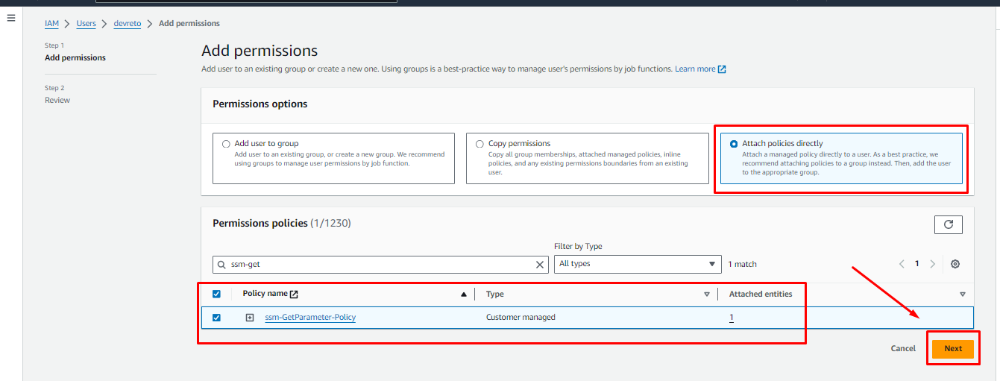 IAM > Users > devreto > Add permissions
Step 1
Add permissions
Step 2
Review
Add permissions
Add user to an existing group or create a new one. Using groups is a best-practice way to manage user's permissions by job functions. Learn more
Permissions options
Add user to group
Add user to an existing group, or create a new group. We recommend
using groups to manage user permissions by job function.
Copy permissions
Copy all group memberships, attached managed policies, inline
policies, and any existing permissions boundaries from an existing
user.
Attach policies directly
Attach a managed policy directly to a user. As a best practice, we
recommend attaching policies to a group instead. Then, add the user
to the appropriate group.
Permissions policies (1/1230)
Filter by Type
ssm-get
All types
1 match
1
Policy name
Type
Attached entities
ssm-GetParameter-Policy
Customer managed
1
Cancel
Next